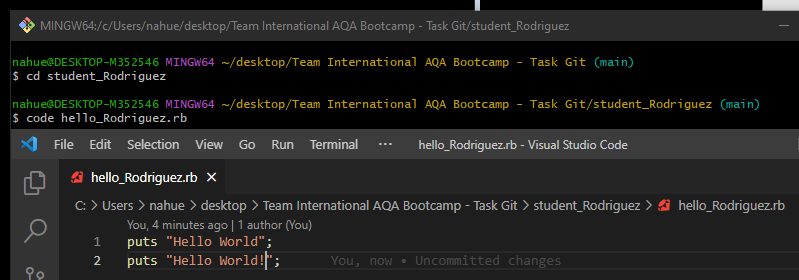 MINGW64:/c/Users/nahue/desktop/Team International AQA Bootcamp - Task Git/student_Rodriguez
nahue@DESKTOP-M352546 MINGW64 ~/desktop/Team International AQA Bootcamp - Task Git (main)
$ cd student_Rodriguez
nahue@DESKTOP-M352546 MINGW64 ~/desktop/Team International AQA Bootcamp - Task Git/student_Rodriguez (main)
$ code hello_Rodriguez.rb
File Edit Selection View Go Run Terminal ··· hello_Rodriguez.rb - Visual Studio Code
hello_Rodriguez.rb ×
C: > Users > nahue > desktop > Team International AQA Bootcamp - Task Git > student_Rodriguez > hello_Rodriguez.rb
You, 4 minutes ago | 1 author (You)
1 puts "Hello World";
2 puts "Hello World!"; You, now • Uncommitted changes